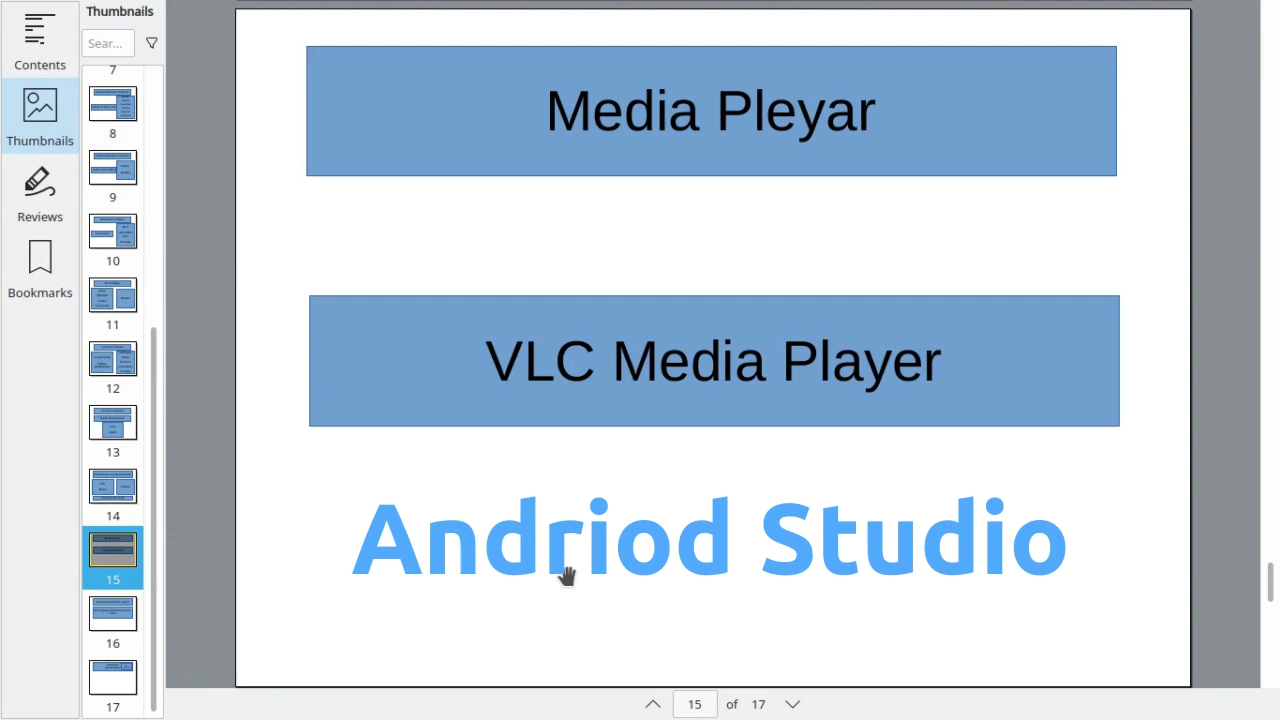 Thumbnails
Contents
Sear...
Thumbnails
Reviews
Bookmarks
7
8
9
10
11
12
13
14
15
16
17
Media Pleyar
VLC Media Player
Andriod Studio
15 of 17